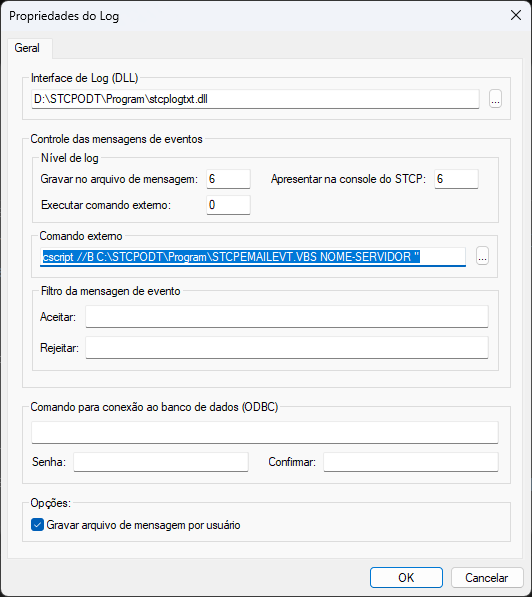 Propriedades do Log
Geral
Interface de Log (DLL)
D:\STCPODT\Program\stcplogtxt.dll
...
Controle das mensagens de eventos
Nível de log
Gravar no arquivo de mensagem: 6 Apresentar na console do STCP: 6
Executar comando externo: 0
Comando externo
cscript //B C:\STCPODT\Program\STCPEMAILEVT.VBS NOME-SERVIDOR "
...
Filtro da mensagen de evento
Aceitar:
Rejeitar:
Comando para conexão ao banco de dados (ODBC)
Senha: Confirmar:
Opções:
Gravar arquivo de mensagem por usuário
OK Cancelar